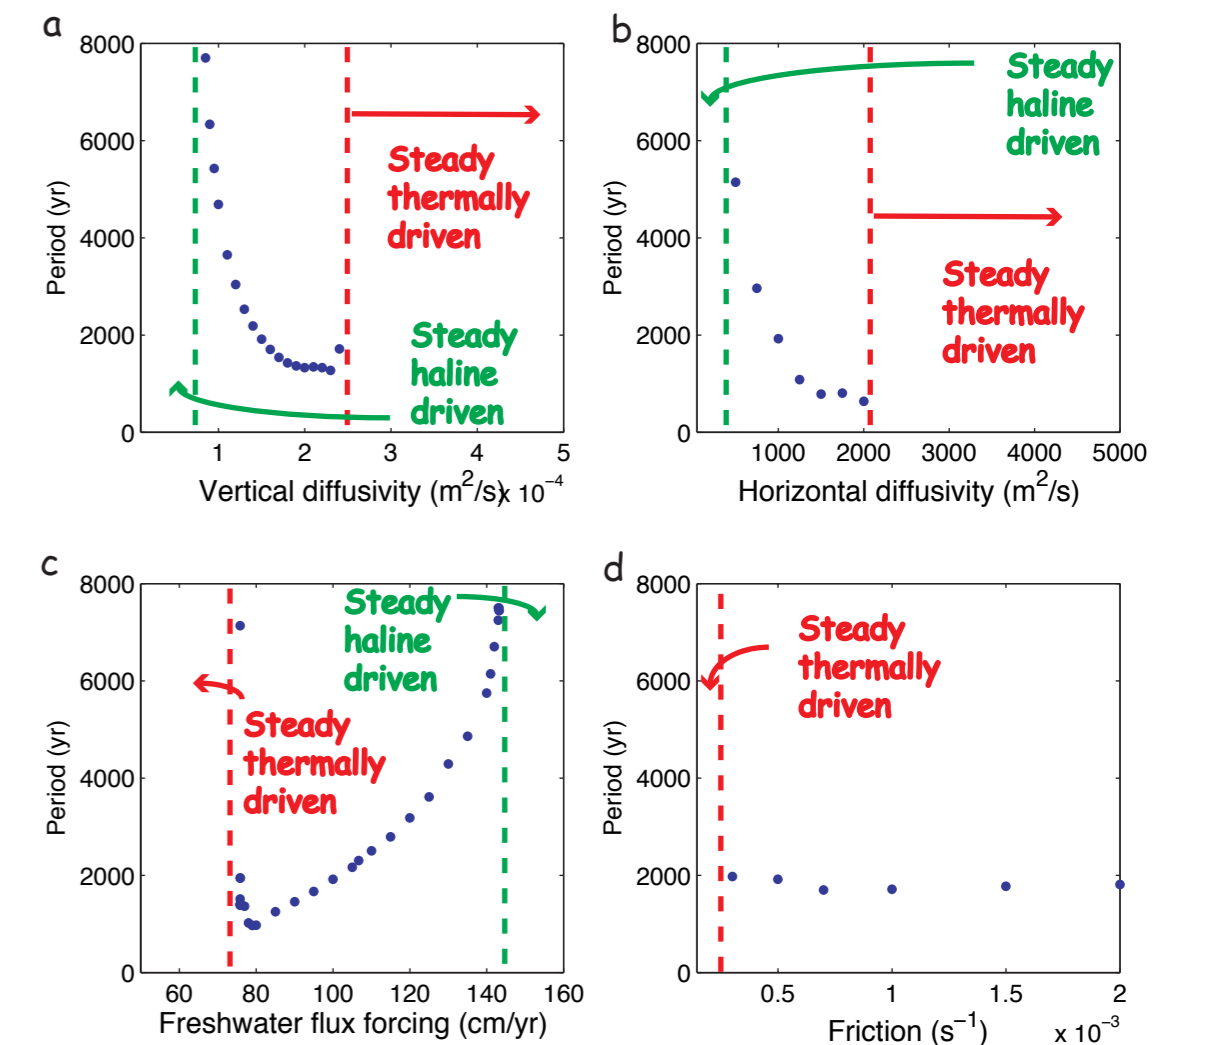 a
8000
6000
4000
2000
0
Period (yr)
Steady
thermally
driven
Steady
haline
driven
1 2 3 4 5
Vertical diffusivity (m²/s)
x 10⁻⁴
b
8000
6000
4000
2000
0
Period (yr)
Steady
haline
driven
Steady
thermally
driven
1000 2000 3000 4000 5000
Horizontal diffusivity (m²/s)
c
8000
6000
4000
2000
0
Period (yr)
Steady
haline
driven
Steady
thermally
driven
60 80 100 120 140 160
Freshwater flux forcing (cm/yr)
d
8000
6000
4000
2000
0
Period (yr)
Steady
thermally
driven
0.5 1 1.5 2
Friction (s⁻¹)
x 10⁻³